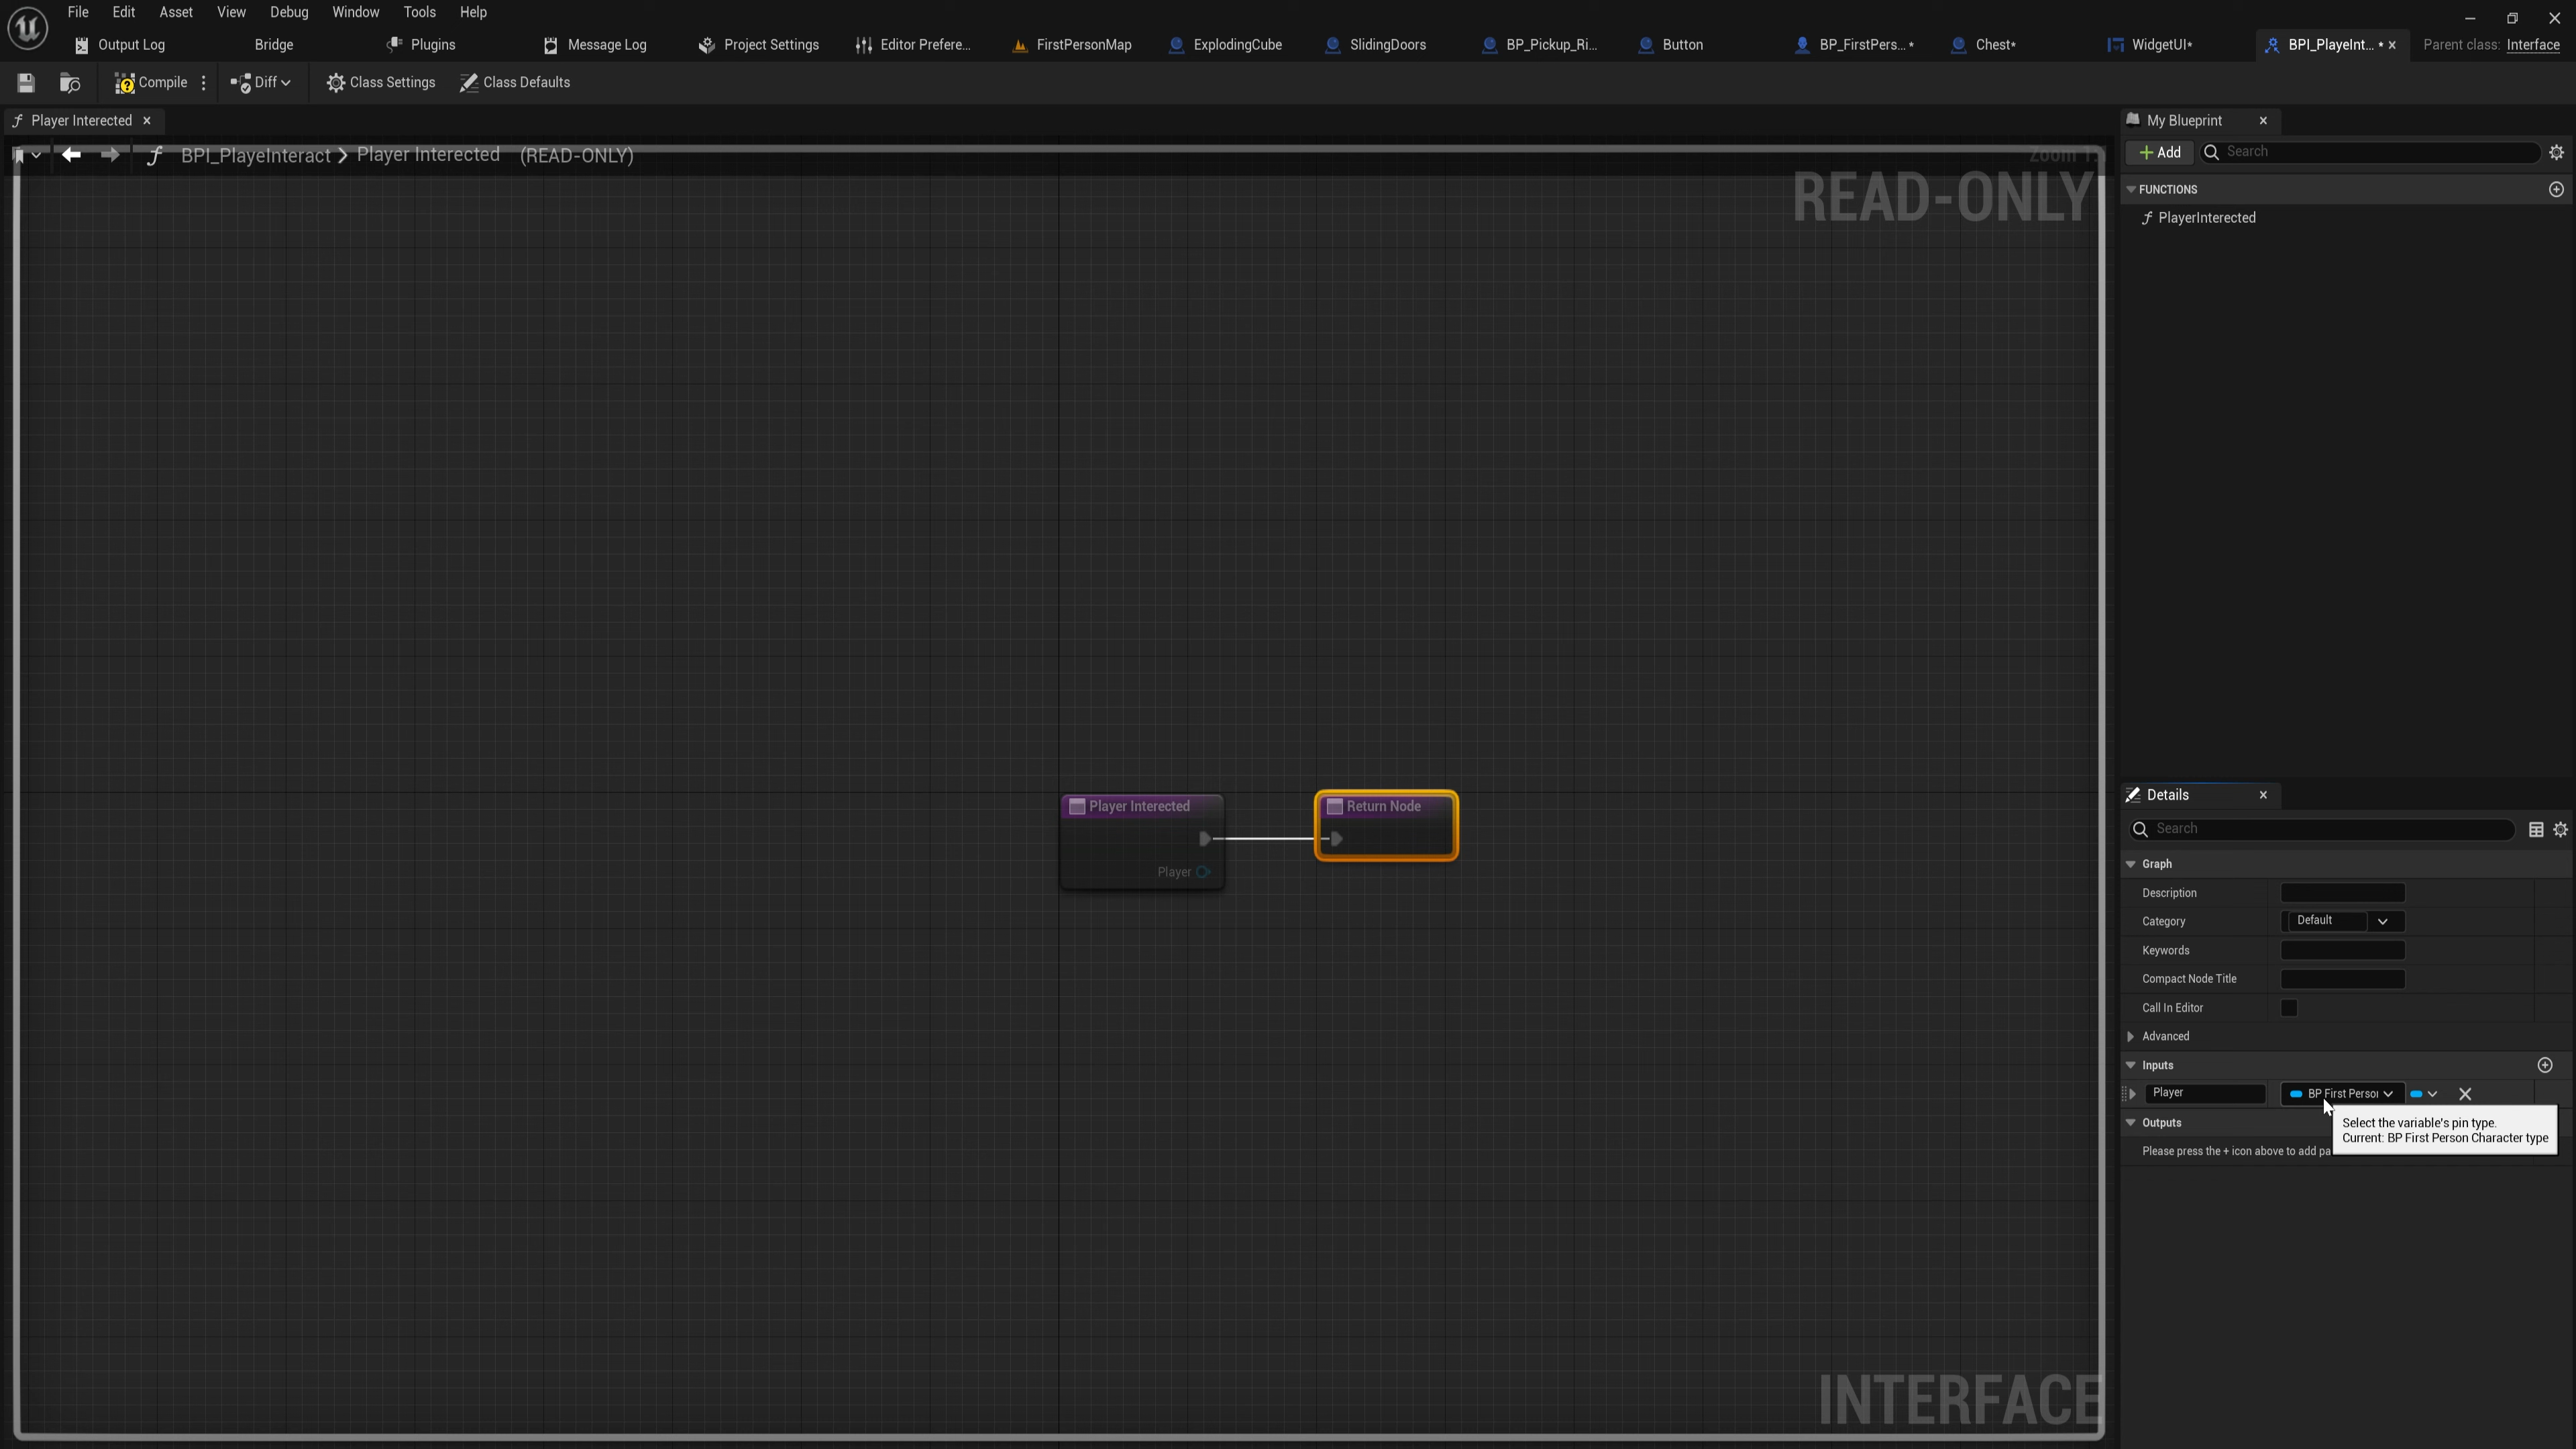 File Edit Asset View Debug Window Tools Help
Output Log Bridge Plugins Message Log Project Settings Editor Prefere... FirstPersonMap ExplodingCube SlidingDoors BP_Pickup_Ri... Button BP_FirstPers... * Chest* WidgetUI* BPI_PlayeInt... * Parent class: Interface
Compile Diff Class Settings Class Defaults
Player Interected
BPI_PlayeInteract > Player Interected (READ-ONLY)
READ-ONLY
Player Interected
Player
Return Node
INTERFACE
My Blueprint
Add Search
FUNCTIONS
PlayerInterected
Details
Search
Graph
Description
Category Default
Keywords
Compact Node Title
Call In Editor
Advanced
Inputs
Player BP First Person
Outputs
Please press the + icon above to add pa
Select the variable's pin type.
Current: BP First Person Character type